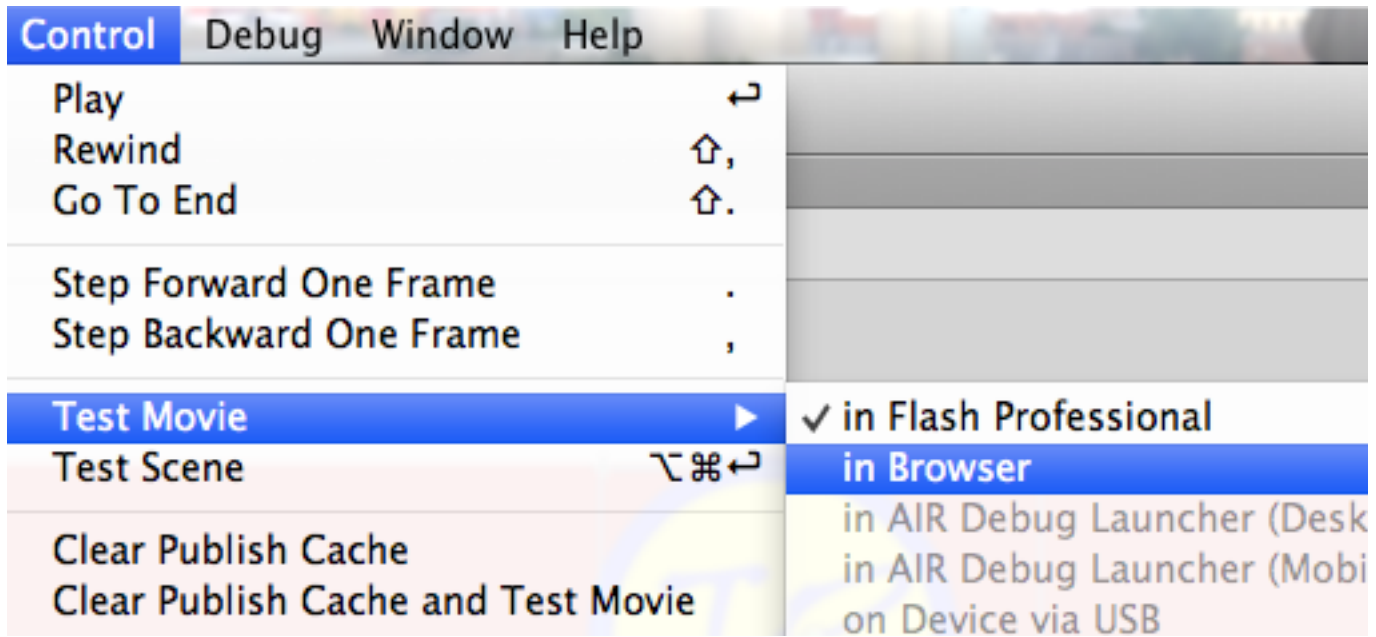 Control Debug Window Help
Play ↩
Rewind ⇧,
Go To End ⇧.
Step Forward One Frame .
Step Backward One Frame ,
Test Movie ▶
✓ in Flash Professional
in Browser
Test Scene ⌥⌘↩
in AIR Debug Launcher (Desk
in AIR Debug Launcher (Mobi
on Device via USB
Clear Publish Cache
Clear Publish Cache and Test Movie